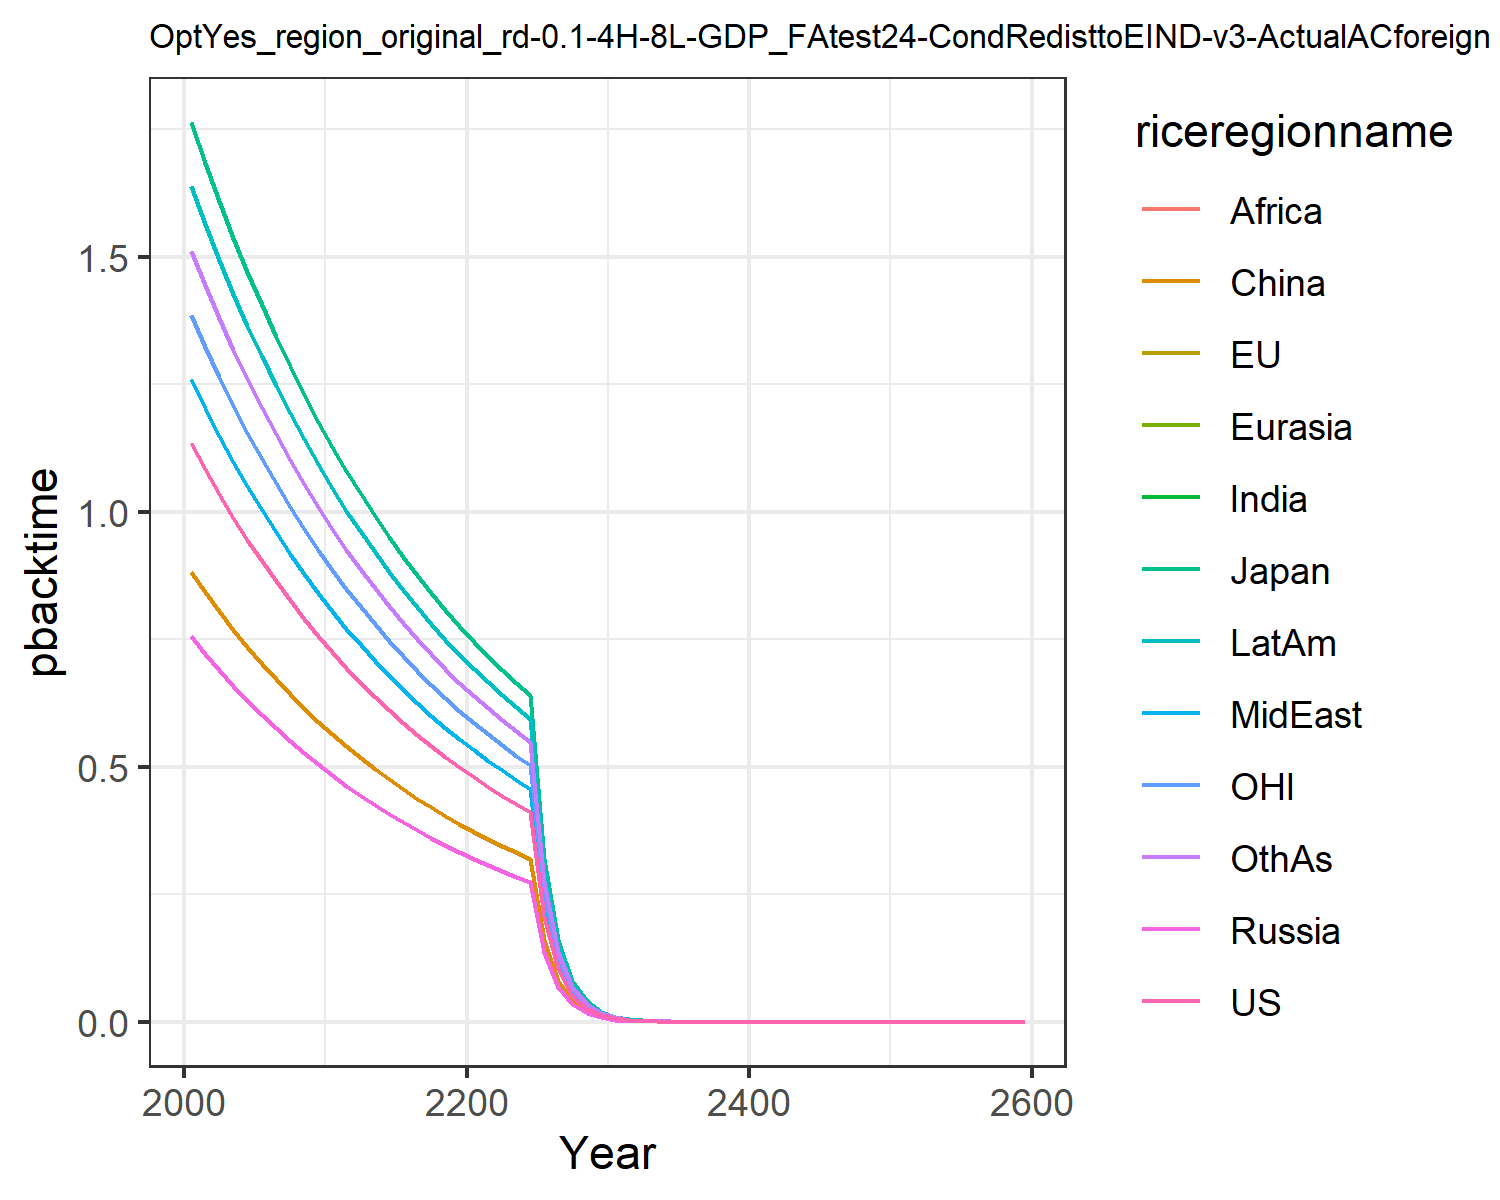 OptYes_region_original_rd-0.1-4H-8L-GDP_FAtest24-CondRedisttoEIND-v3-ActualACforeign
pbacktime
1.5
1.0
0.5
0.0
2000 2200 2400 2600
Year
riceregionname
Africa
China
EU
Eurasia
India
Japan
LatAm
MidEast
OHI
OthAs
Russia
US